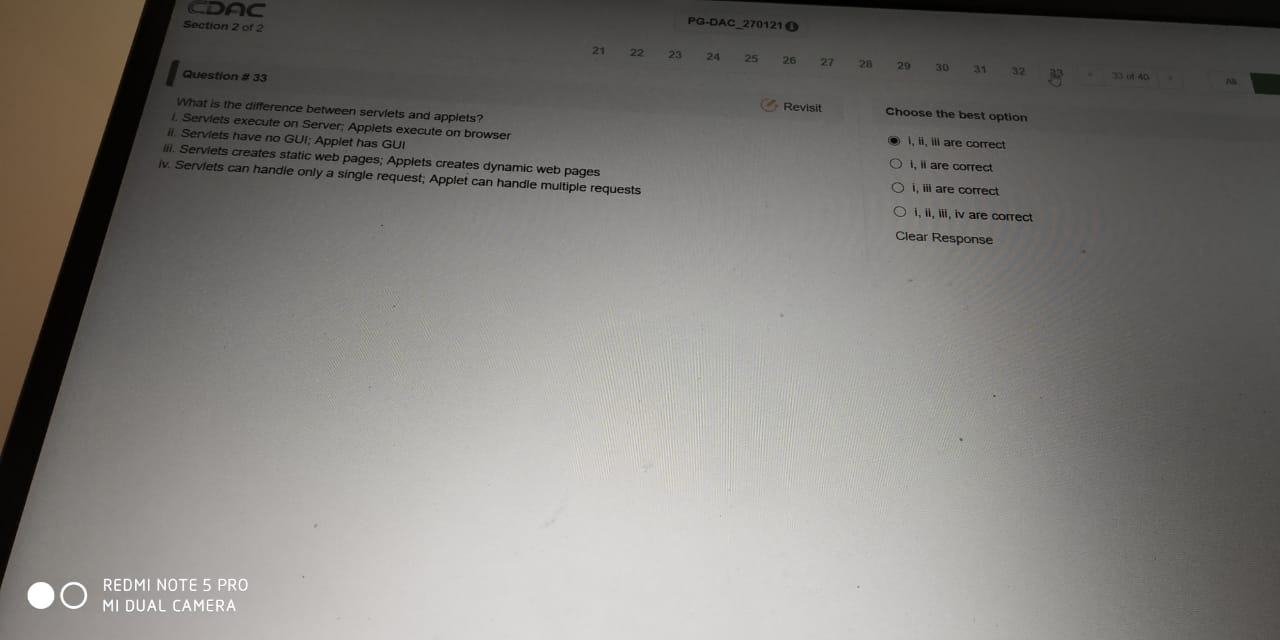 CDAC
Section 2 of 2
PG-DAC_270121
21 22 23 24 25 26 27 28 29 30 31 32 33
33 of 40
All
Question # 33
Revisit
What is the difference between servlets and applets?
i. Servlets execute on Server; Applets execute on browser
ii. Servlets have no GUI; Applet has GUI
iii. Servlets creates static web pages; Applets creates dynamic web pages
iv. Servlets can handle only a single request; Applet can handle multiple requests
Choose the best option
i, ii, iii are correct
i, ii are correct
i, iii are correct
i, ii, iii, iv are correct
Clear Response
REDMI NOTE 5 PRO
MI DUAL CAMERA